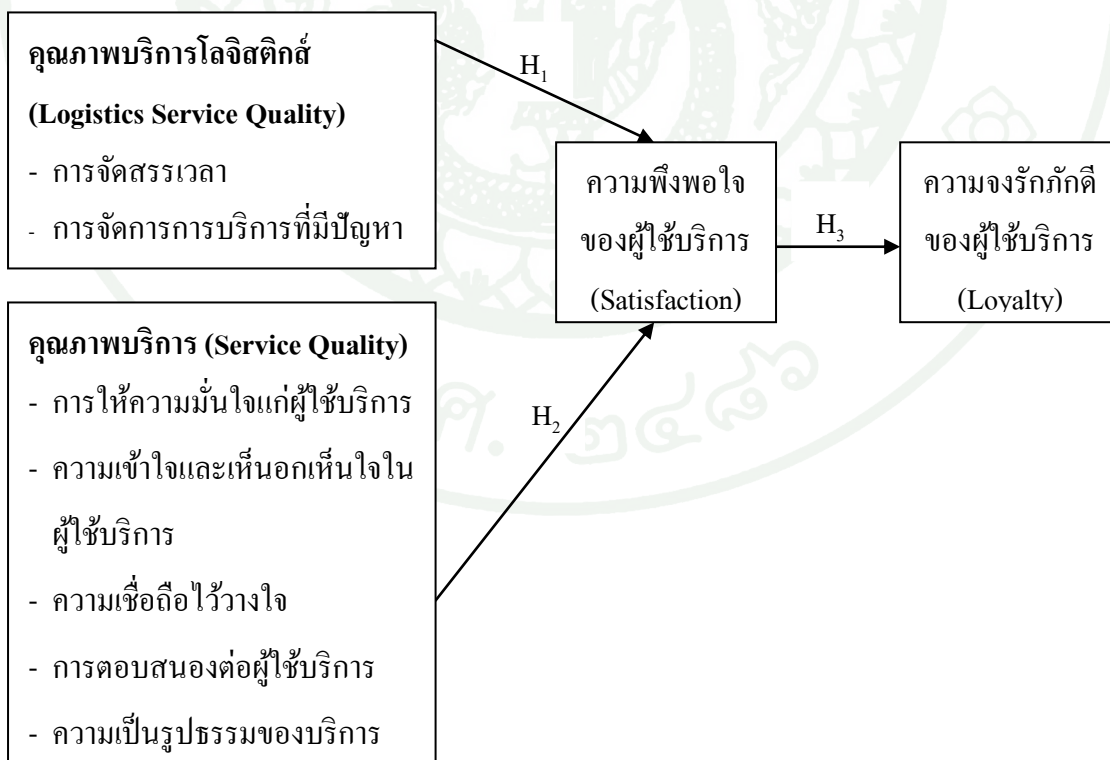 คุณภาพบริการโลจิสติกส์
(Logistics Service Quality)
- การจัดสรรเวลา
- การจัดการการบริการที่มีปัญหา
H1
ความพึงพอใจ
ของผู้ใช้บริการ
(Satisfaction)
H3
ความจงรักภักดี
ของผู้ใช้บริการ
(Loyalty)
คุณภาพบริการ (Service Quality)
- การให้ความมั่นใจแก่ผู้ใช้บริการ
- ความเข้าใจและเห็นอกเห็นใจใน
ผู้ใช้บริการ
- ความเชื่อถือไว้วางใจ
- การตอบสนองต่อผู้ใช้บริการ
- ความเป็นรูปธรรมของบริการ
H2
ศ. ๒๔๘๖